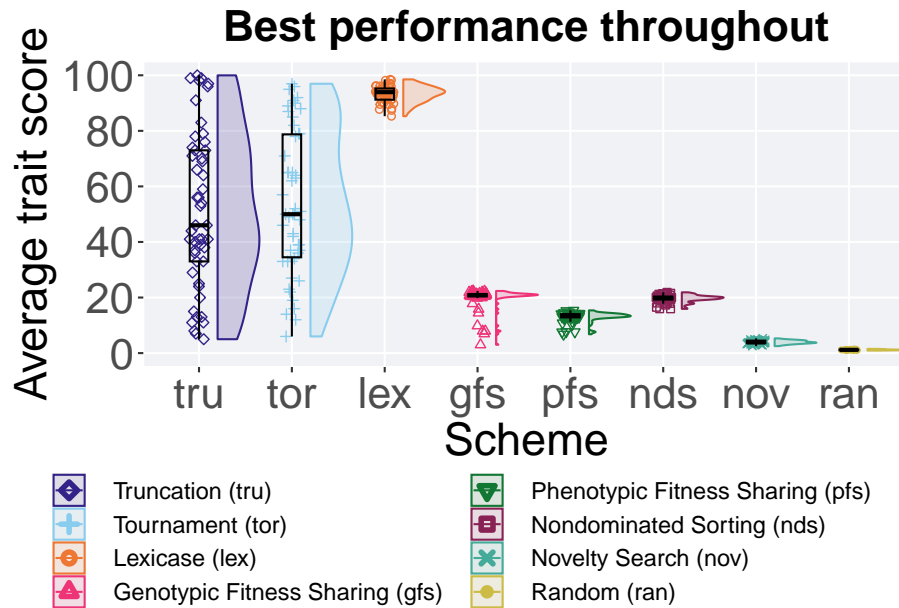 Best performance throughout
Average trait score
100
80
60
40
20
0
tru tor lex gfs pfs nds nov ran
Scheme
Truncation (tru)
Tournament (tor)
Lexicase (lex)
Genotypic Fitness Sharing (gfs)
Phenotypic Fitness Sharing (pfs)
Nondominated Sorting (nds)
Novelty Search (nov)
Random (ran)